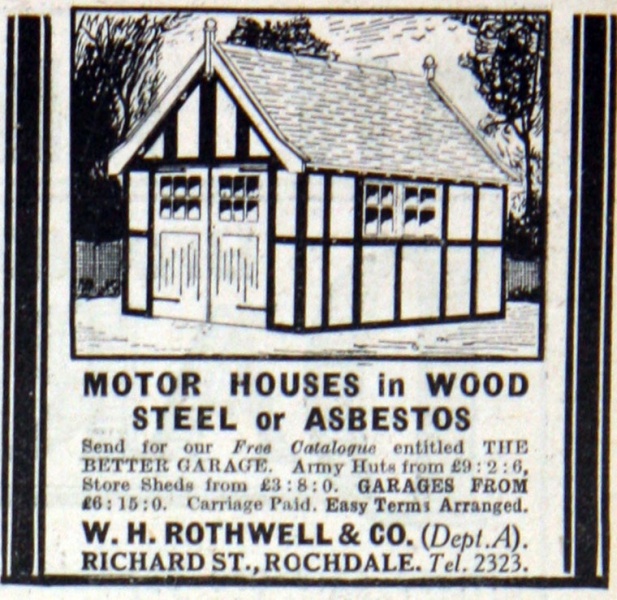 MOTOR HOUSES in WOOD
STEEL or ASBESTOS
Send for our Free Catalogue entitled THE
BETTER GARAGE. Army Huts from £9 : 2 : 6,
Store Sheds from £3 : 8 : 0. GARAGES FROM
£6 : 15 : 0. Carriage Paid. Easy Terms Arranged.
W. H. ROTHWELL & CO. (Dept. A).
RICHARD ST., ROCHDALE. Tel. 2323.